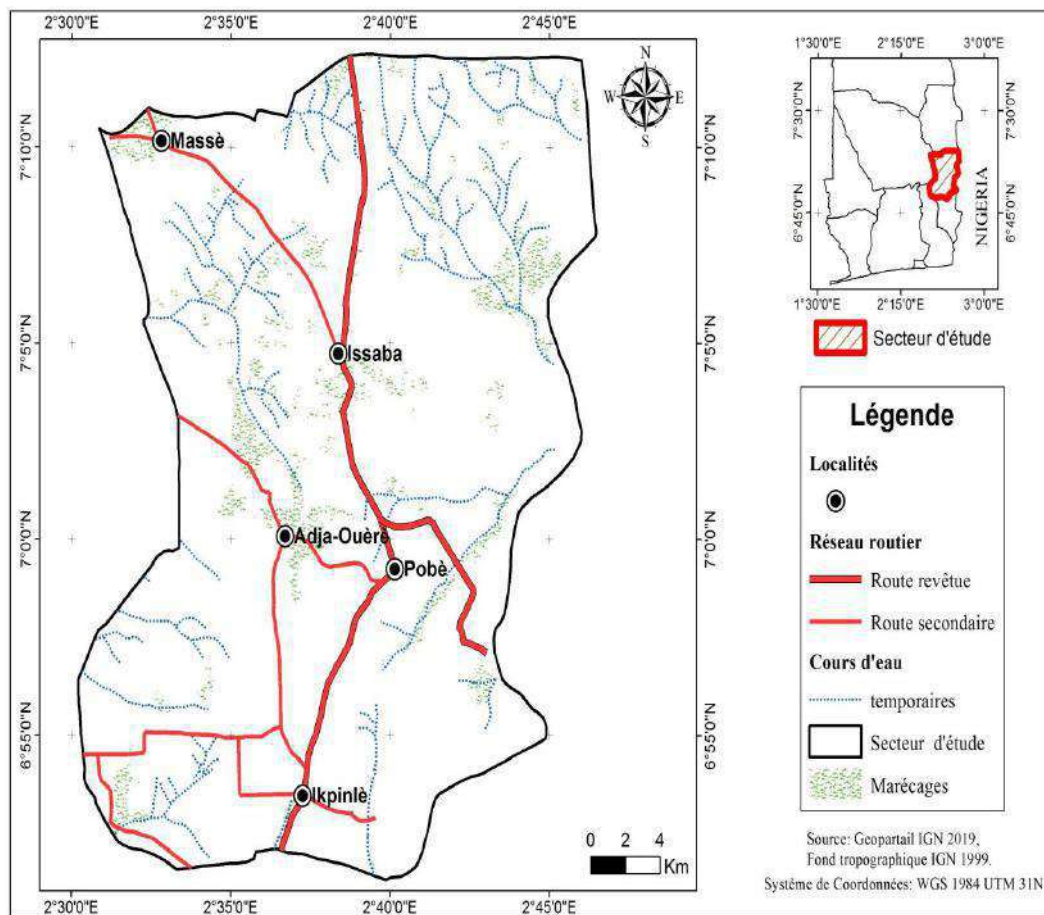 2°30'0"E 2°35'0"E 2°40'0"E 2°45'0"E
7°10'0"N
7°5'0"N
7°0'0"N
6°55'0"N
N
W E
S
Massè
Issaba
Adja-Ouèrè
Pobè
Ikpinlè
0 2 4
Km
7°10'0"N
7°5'0"N
7°0'0"N
6°55'0"N
2°30'0"E 2°35'0"E 2°40'0"E 2°45'0"E
1°30'0"E 2°15'0"E 3°0'0"E
7°30'0"N
6°45'0"N
NIGERIA
7°30'0"N
6°45'0"N
1°30'0"E 2°15'0"E 3°0'0"E
Secteur d'étude
Légende
Localités
Réseau routier
Route revêtue
Route secondaire
Cours d'eau
temporaires
Secteur d'étude
Marécages
Source: Geopartail IGN 2019,
Fond tropographique IGN 1999.
Système de Coordonnées: WGS 1984 UTM 31N